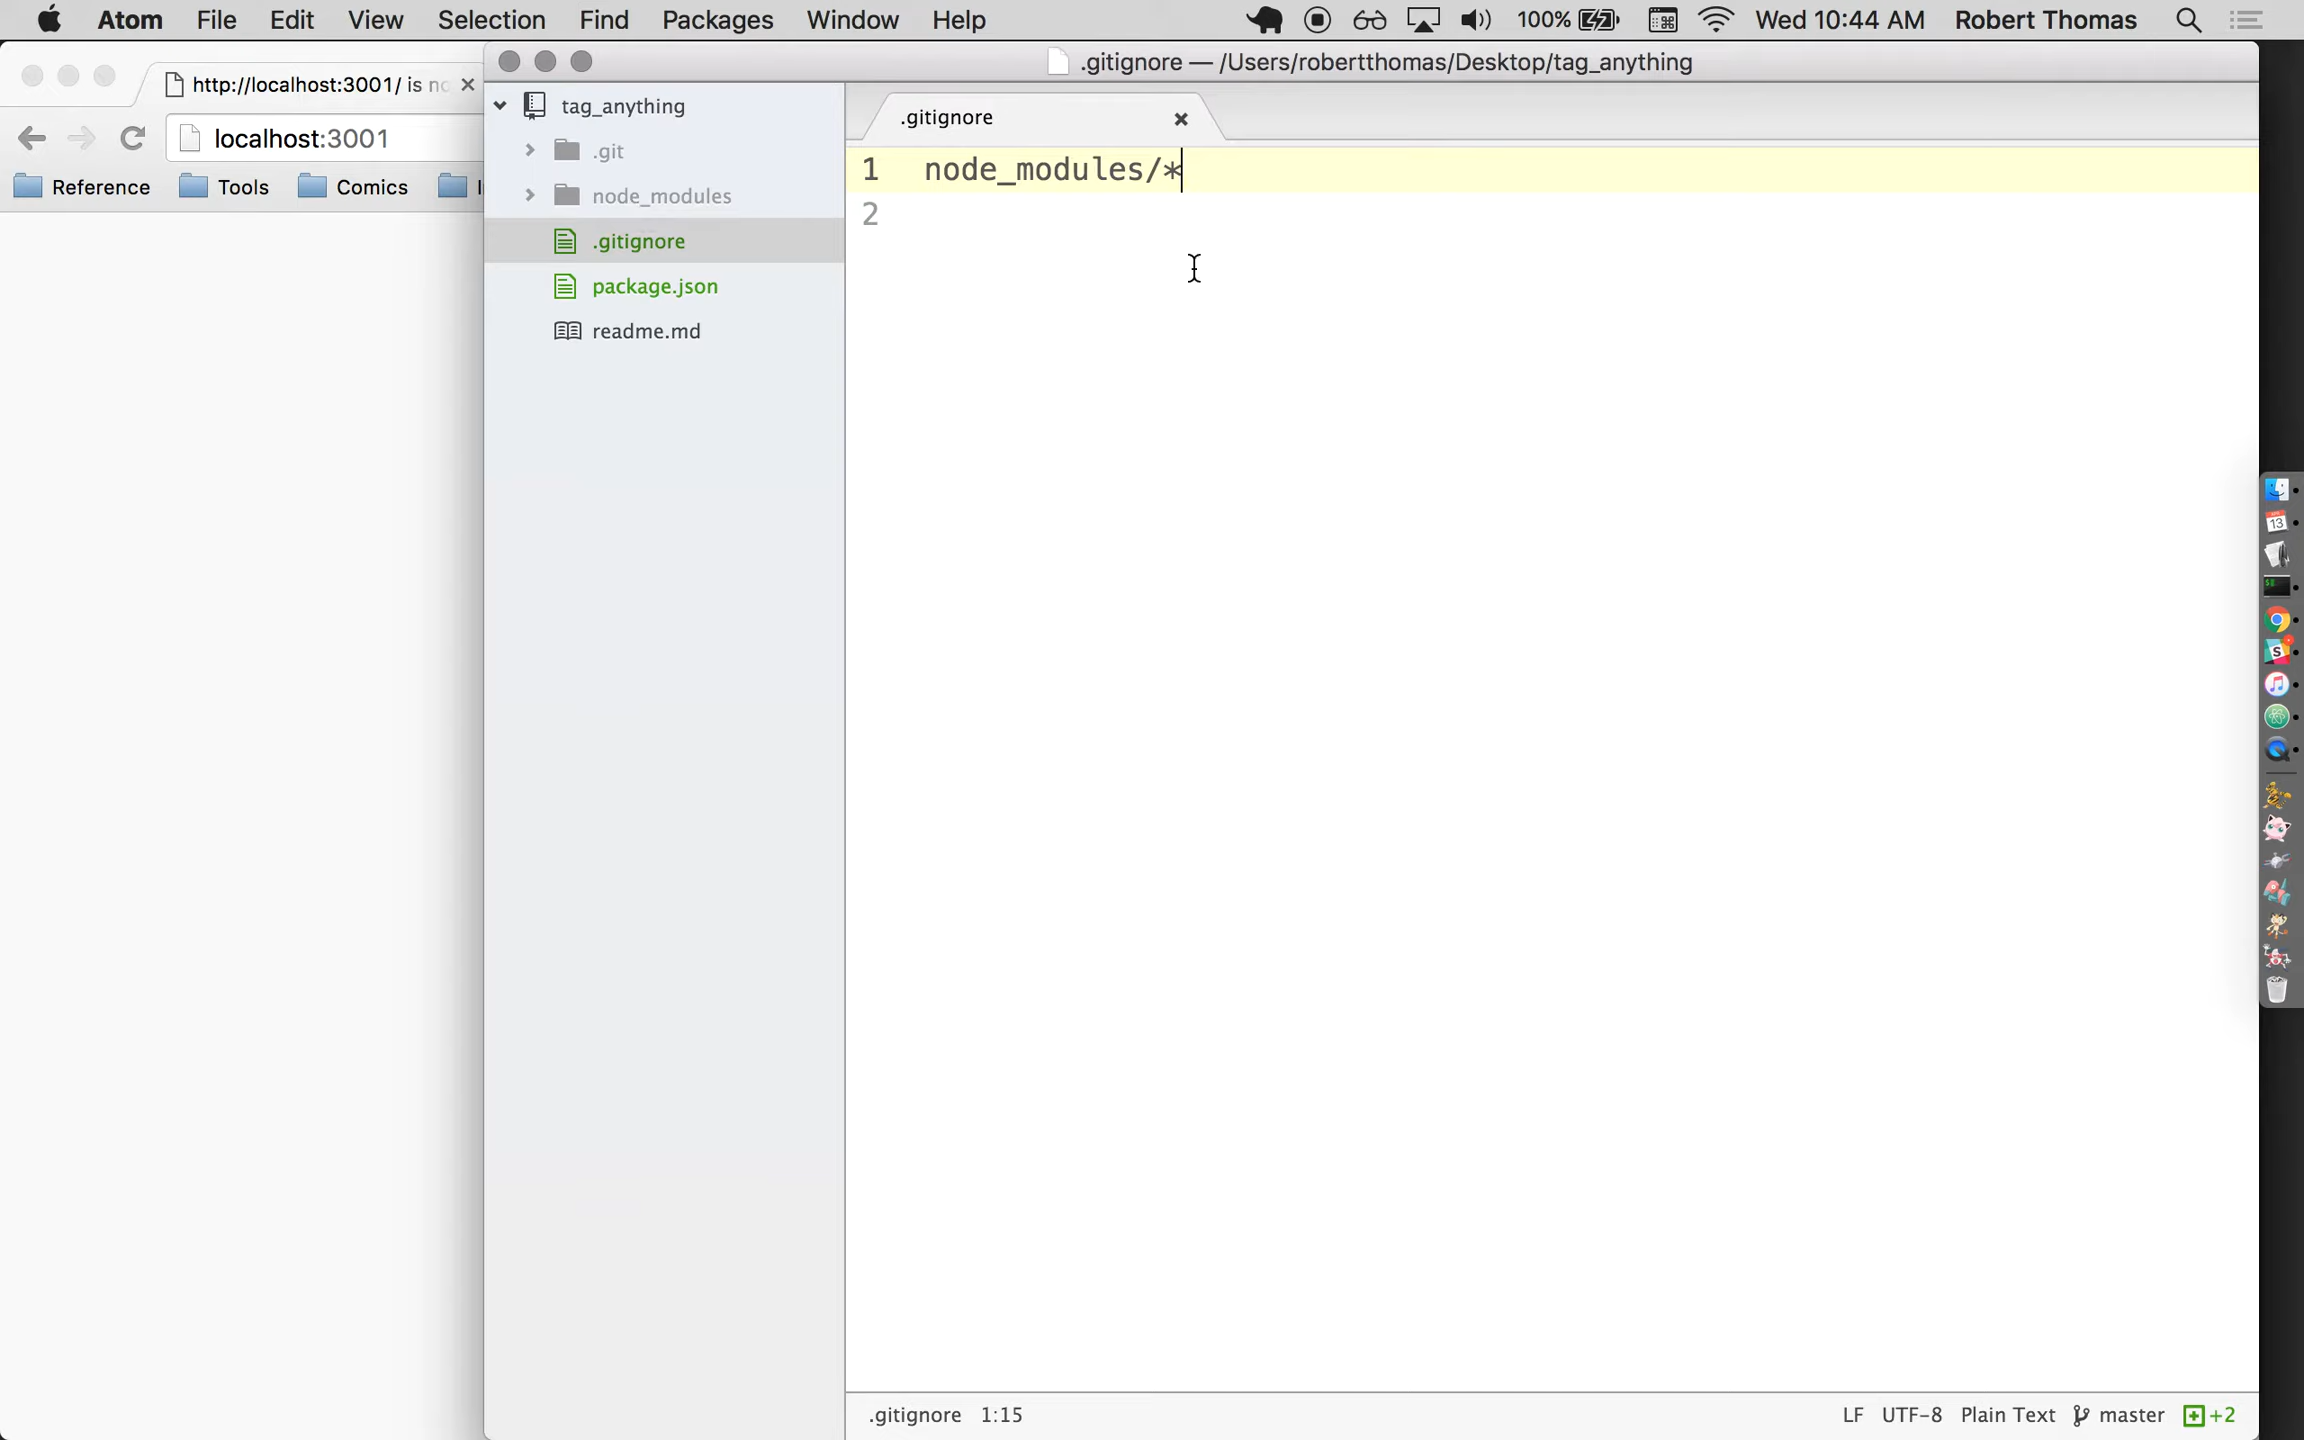 Atom File Edit View Selection Find Packages Window Help 100% Wed 10:44 AM Robert Thomas
http://localhost:3001/ is
localhost:3001
Reference Tools Comics
.gitignore — /Users/robertthomas/Desktop/tag_anything
tag_anything
.git
node_modules
.gitignore
package.json
readme.md
.gitignore
1 node_modules/*
2
13
S
.gitignore 1:15 LF UTF-8 Plain Text master +2